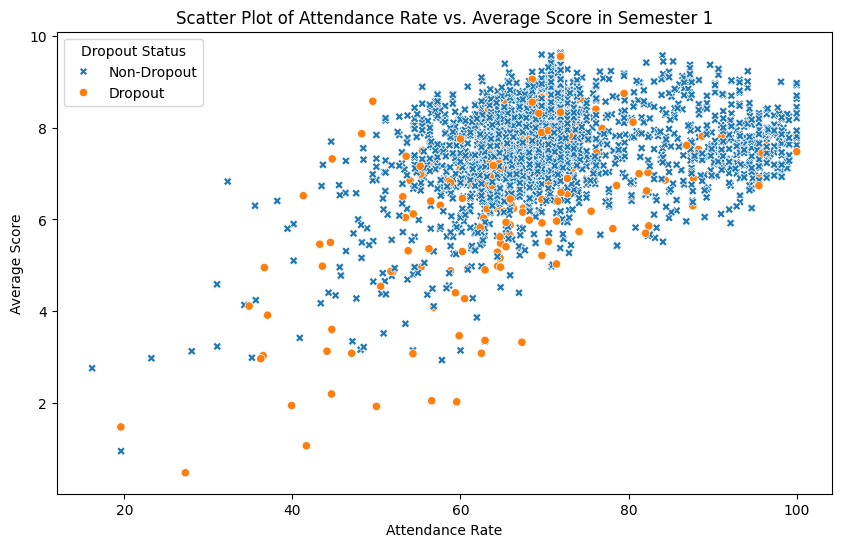 Scatter Plot of Attendance Rate vs. Average Score in Semester 1
Dropout Status
Non-Dropout
Dropout
10
8
6
4
2
Average Score
20 40 60 80 100
Attendance Rate